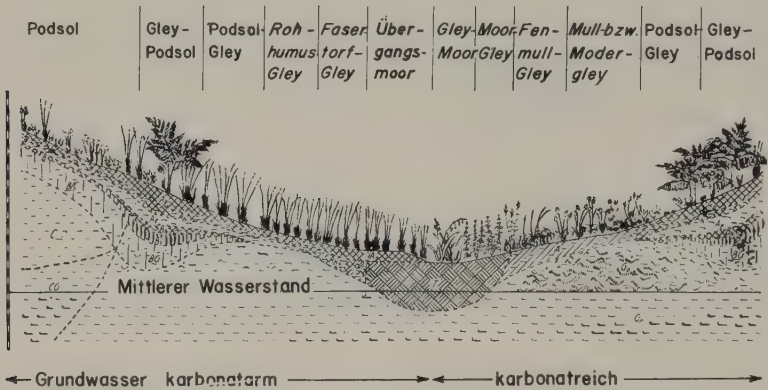 Podsol
Gley-
Podsol
Podsol-
Gley
Roh-
humus
Gley
Faser
torf-
Gley
Über-
gangs-
moor
Gley-
Moor
Moor
Gley
Fen-
mull-
Gley
Mull-bzw.
Moder-
gley
Podsol
Gley
Gley-
Podsol
Mittlerer Wasserstand
Grundwasser karbonatarm
karbonatreich